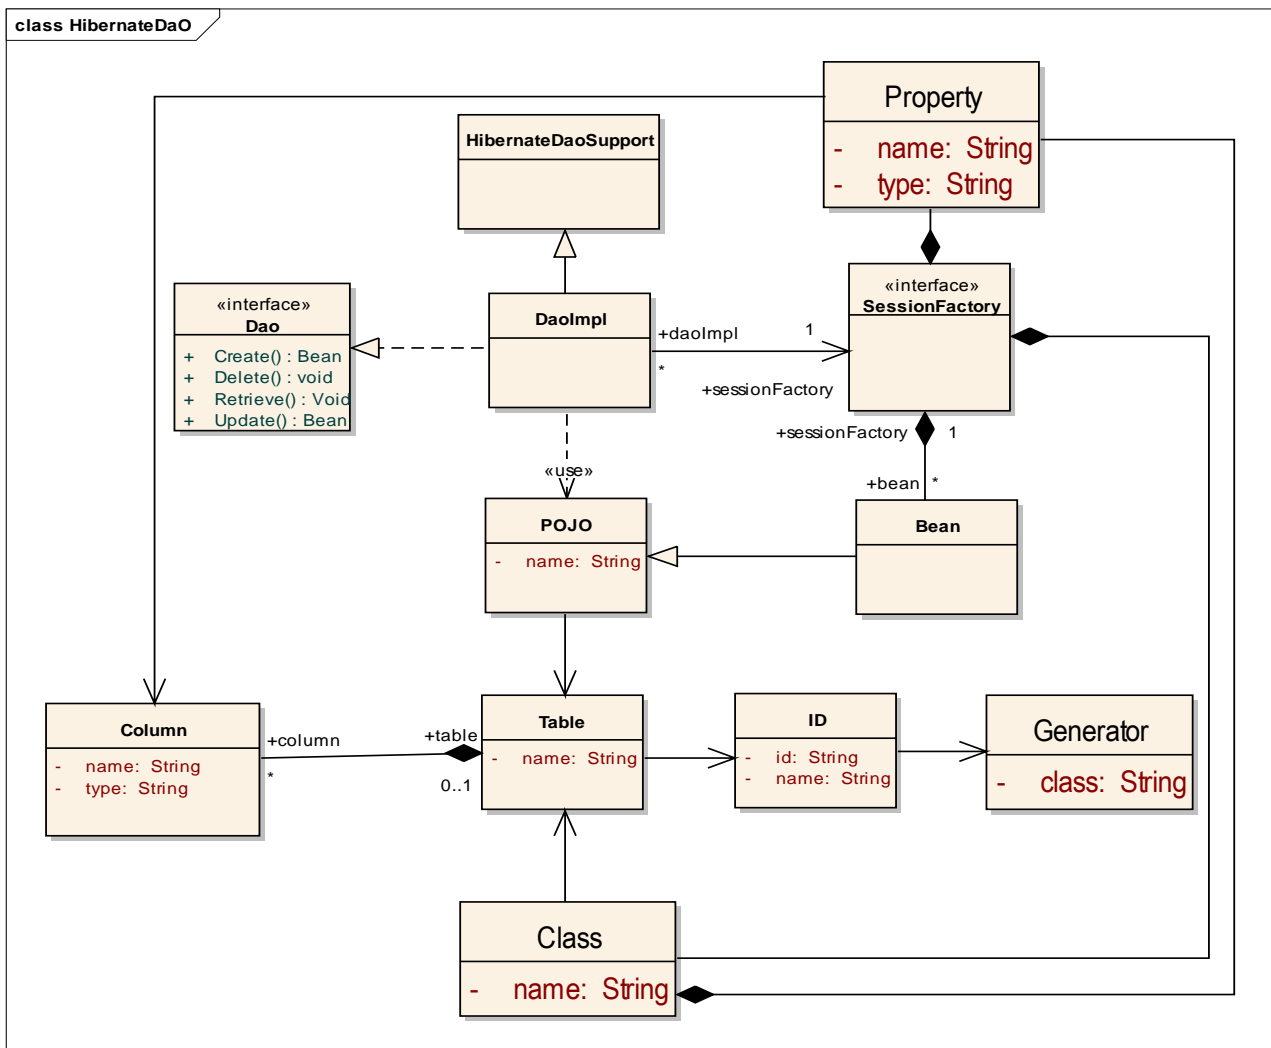 class HibernateDaO
Property
- name: String
- type: String
HibernateDaoSupport
«interface»
Dao
+ Create() : Bean
+ Delete() : void
+ Retrieve() : Void
+ Update() : Bean
DaoImpl
+daoImpl
*
1
+sessionFactory
«interface»
SessionFactory
+sessionFactory
1
+bean
*
«use»
POJO
- name: String
Bean
Column
- name: String
- type: String
+column
*
+table
0..1
Table
- name: String
ID
- id: String
- name: String
Generator
- class: String
Class
- name: String